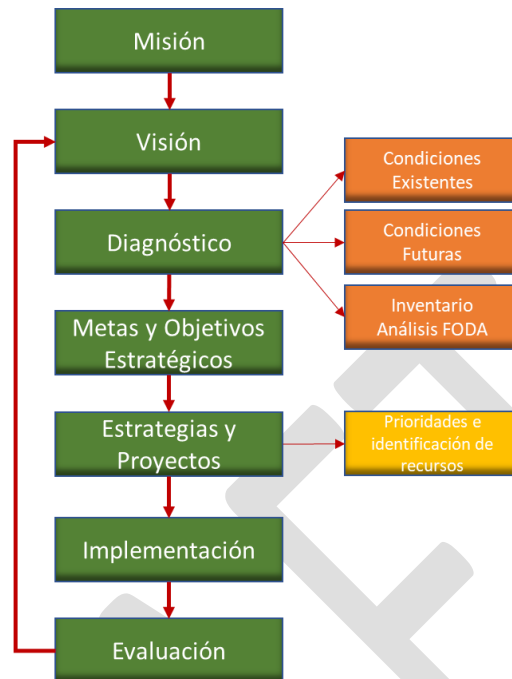 Misión
Visión
Diagnóstico
Condiciones
Existentes
Condiciones
Futuras
Inventario
Análisis FODA
Metas y Objetivos
Estratégicos
Estrategias y
Proyectos
Prioridades e
identificación de
recursos
Implementación
Evaluación